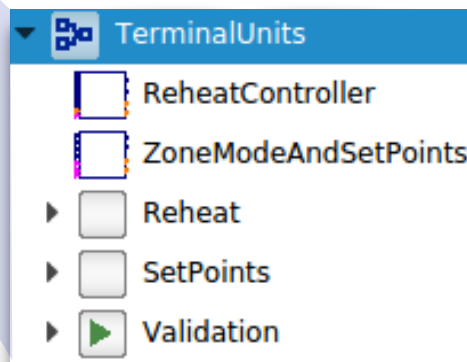 TerminalUnits
ReheatController
ZoneModeAndSetPoints
Reheat
SetPoints
Validation